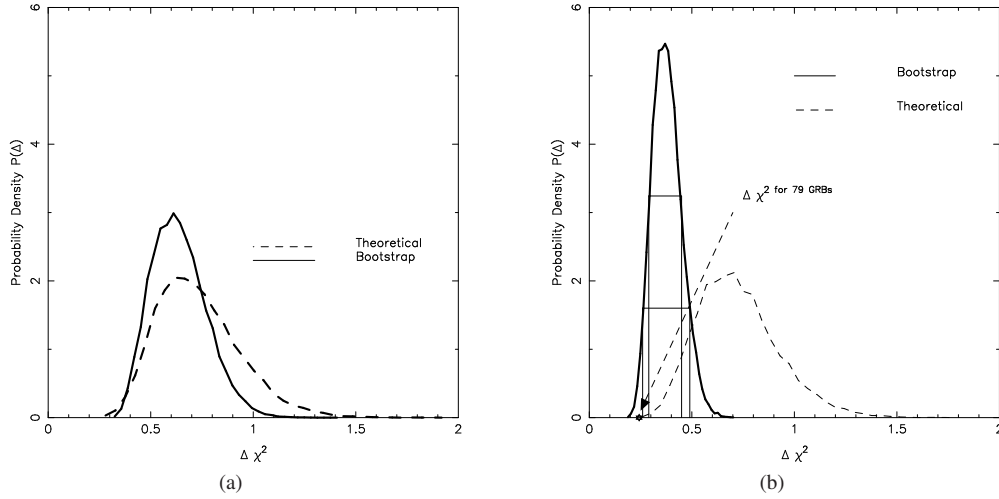 6
4
2
0
Probability Density P(Δ)
Theoretical
Bootstrap
0
0.5
1
1.5
2
Δ χ²
(a)
6
4
2
0
Probability Density P(Δ)
Bootstrap
Theoretical
Δ χ² for 79 GRBs
0
0.5
1
1.5
2
Δ χ²
(b)